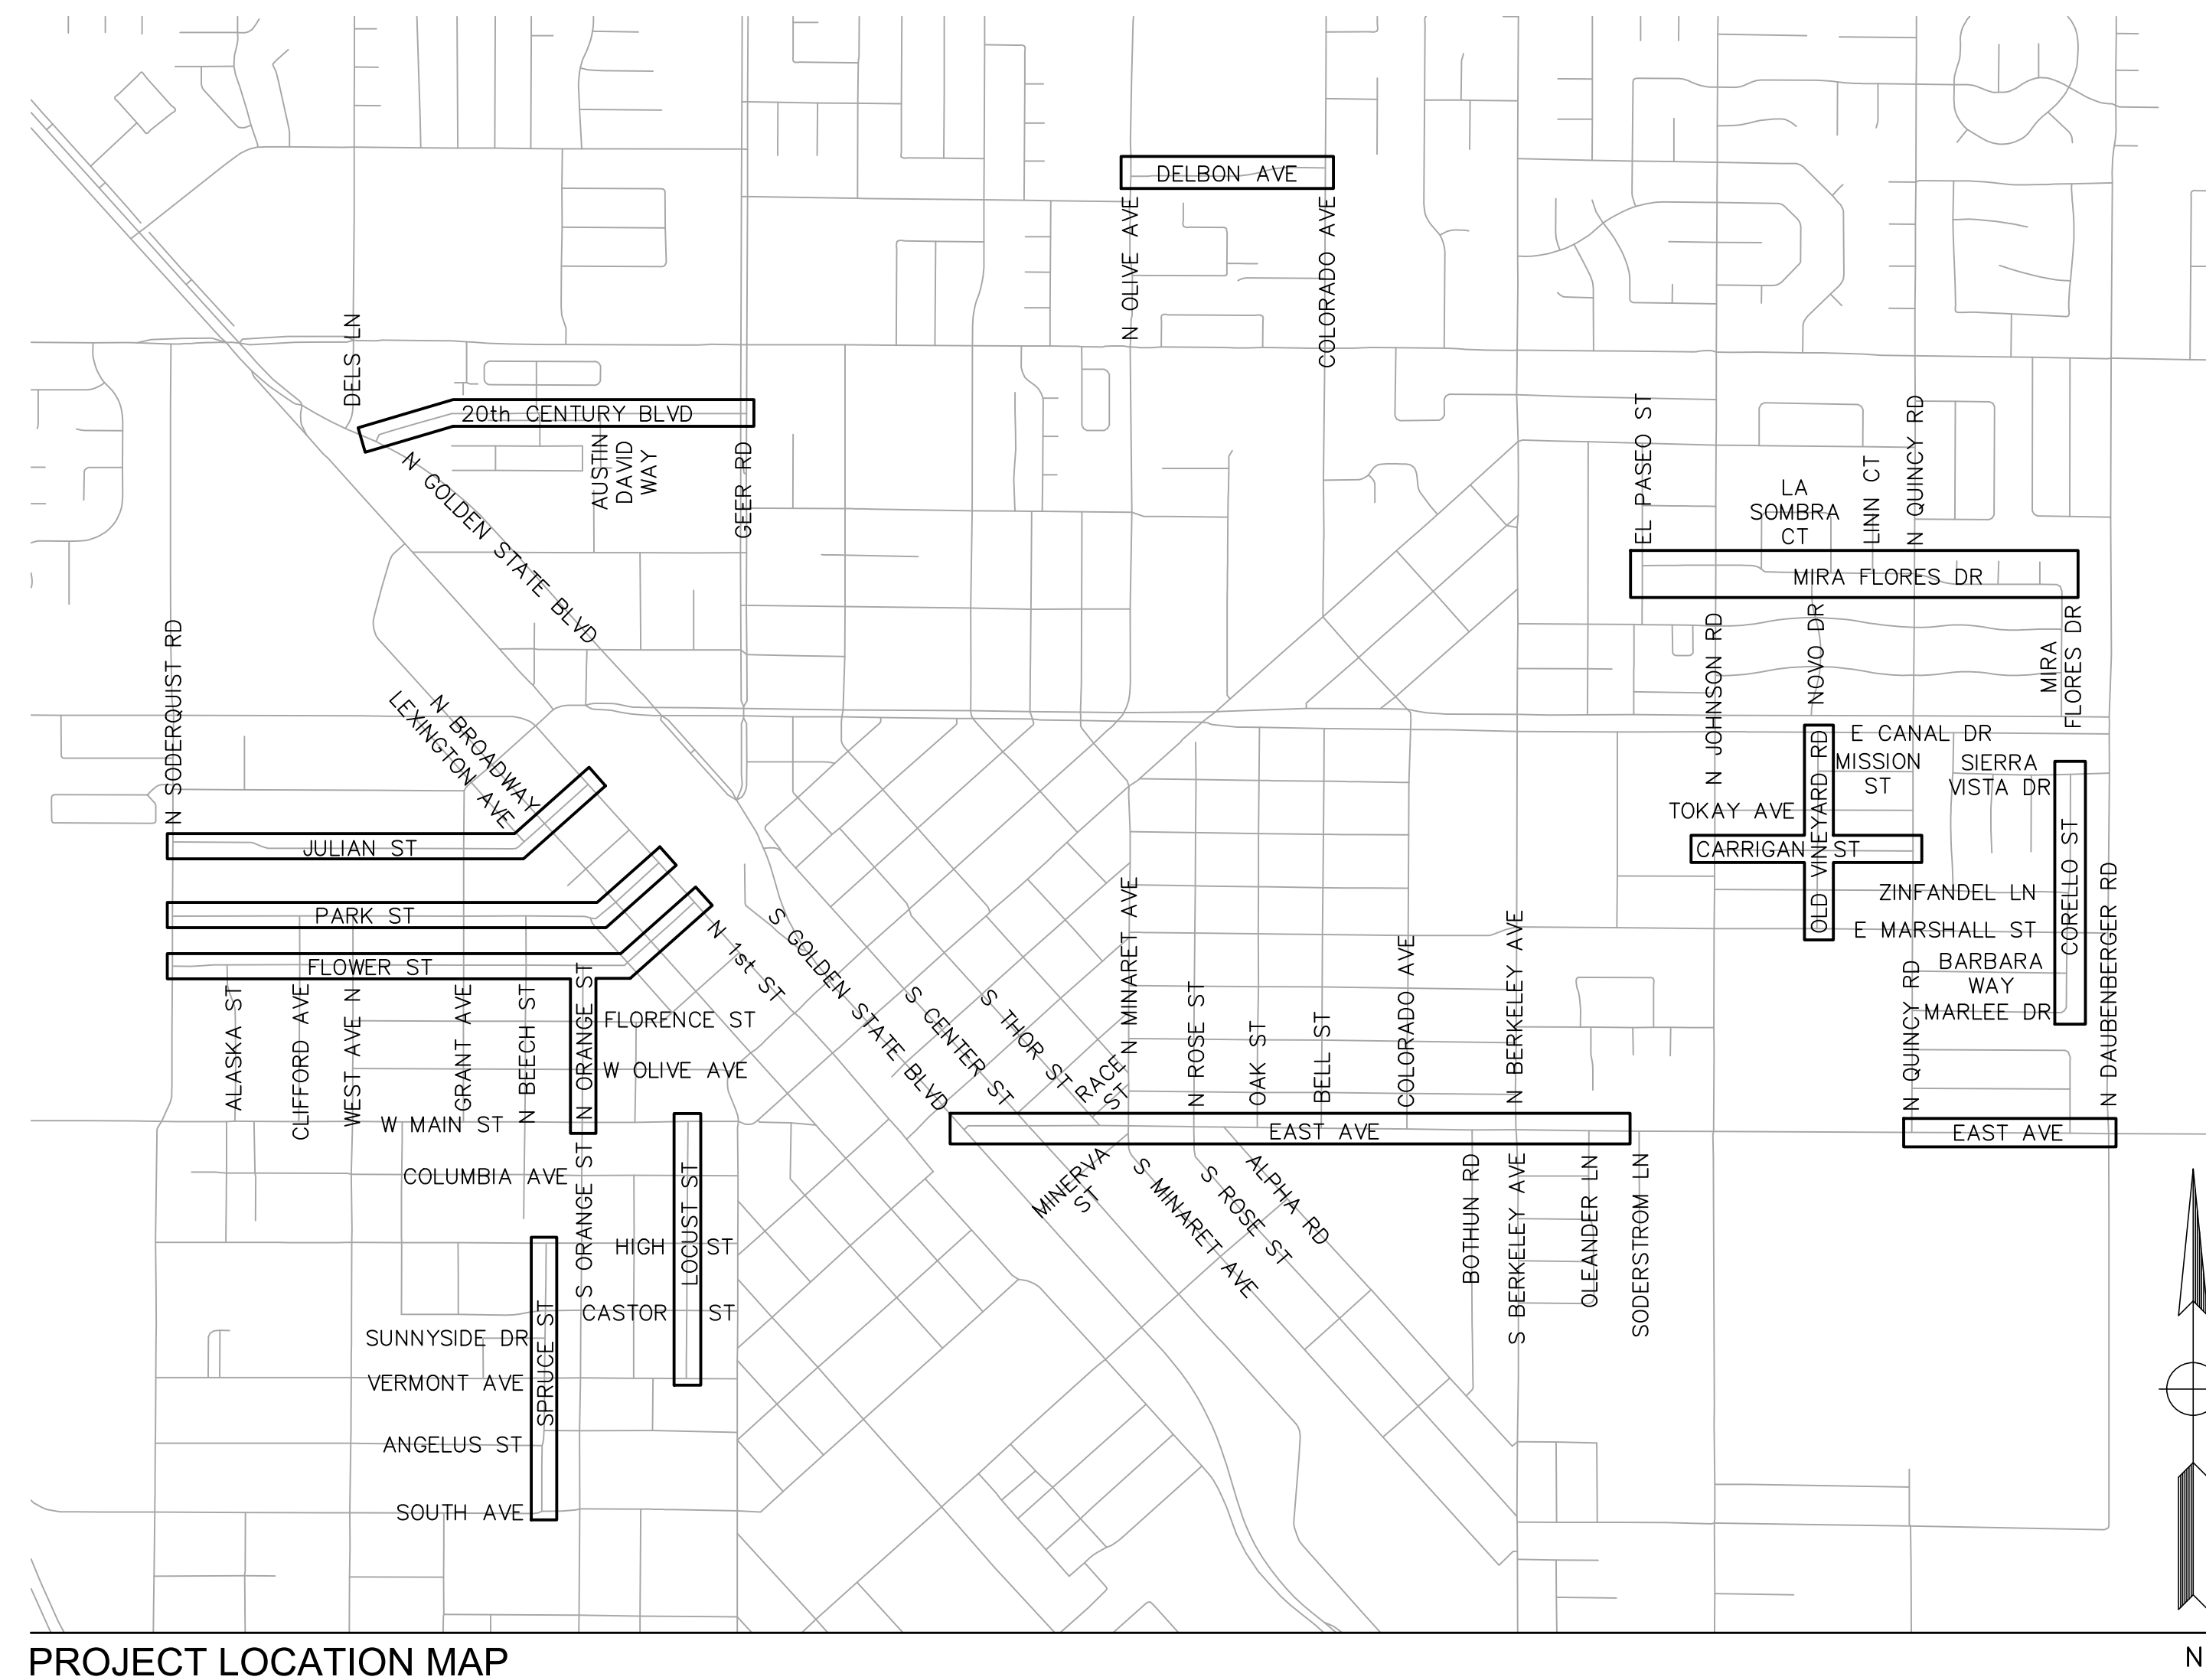 DELBON AVE
N OLIVE AVE
COLORADO AVE
DELS LN
20th CENTURY BLVD
AUSTIN
DAVID
WAY
GEER RD
N GOLDEN STATE BLVD
EL PASEO ST
LA
SOMBRA
CT
LINN CT
N QUINCY RD
MIRA FLORES DR
N SODERQUIST RD
N JOHNSON RD
NOVO DR
MIRA
FLORES DR
N BROADWAY
LEXINGTON
AVE
E CANAL DR
OLD VINEYARD RD
MISSION
ST
SIERRA
VISTA DR
TOKAY AVE
JULIAN ST
CARRIGAN ST
CORELLO ST
ZINFANDEL LN
PARK ST
E MARSHALL ST
N 1st ST
S GOLDEN STATE BLVD
FLOWER ST
BARBARA
WAY
MARLEE DR
N DAUBENBERGER RD
N QUINCY RD
ALASKA ST
CLIFFORD AVE
WEST AVE N
GRANT AVE
N BEECH ST
N ORANGE ST
FLORENCE ST
W OLIVE AVE
S CENTER ST
S THOR ST
RACE
ST
N MINARET AVE
N ROSE ST
OAK ST
BELL ST
COLORADO AVE
N BERKELEY AVE
W MAIN ST
EAST AVE
EAST AVE
COLUMBIA AVE
S ORANGE ST
LOCUST ST
MINERVA
ST
S MINARET AVE
S ROSE ST
ALPHA RD
BOTHUN RD
S BERKELEY AVE
OLEANDER LN
SODERSTROM LN
HIGH ST
CASTOR ST
SPRUCE ST
SUNNYSIDE DR
VERMONT AVE
ANGELUS ST
SOUTH AVE
PROJECT LOCATION MAP
N